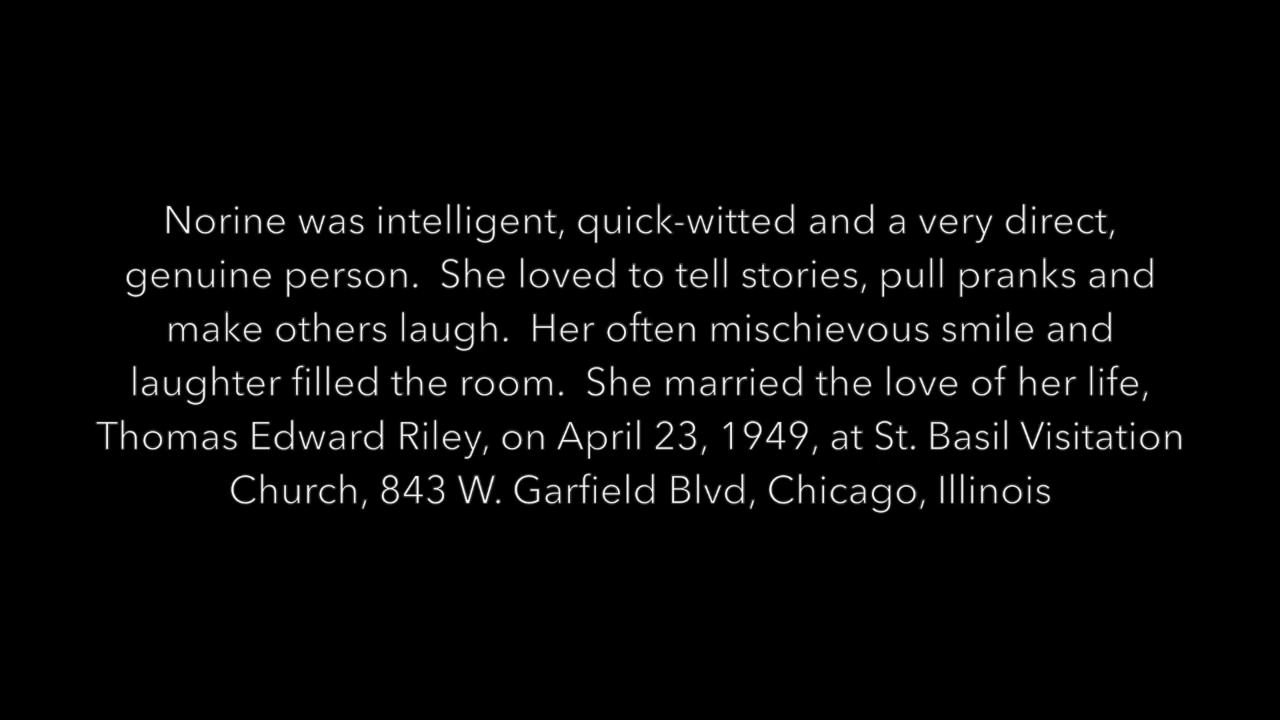 Norine was intelligent, quick-witted and a very direct,
genuine person.  She loved to tell stories, pull pranks and
make others laugh.  Her often mischievous smile and
laughter filled the room.  She married the love of her life,
Thomas Edward Riley, on April 23, 1949, at St. Basil Visitation
Church, 843 W. Garfield Blvd, Chicago, Illinois